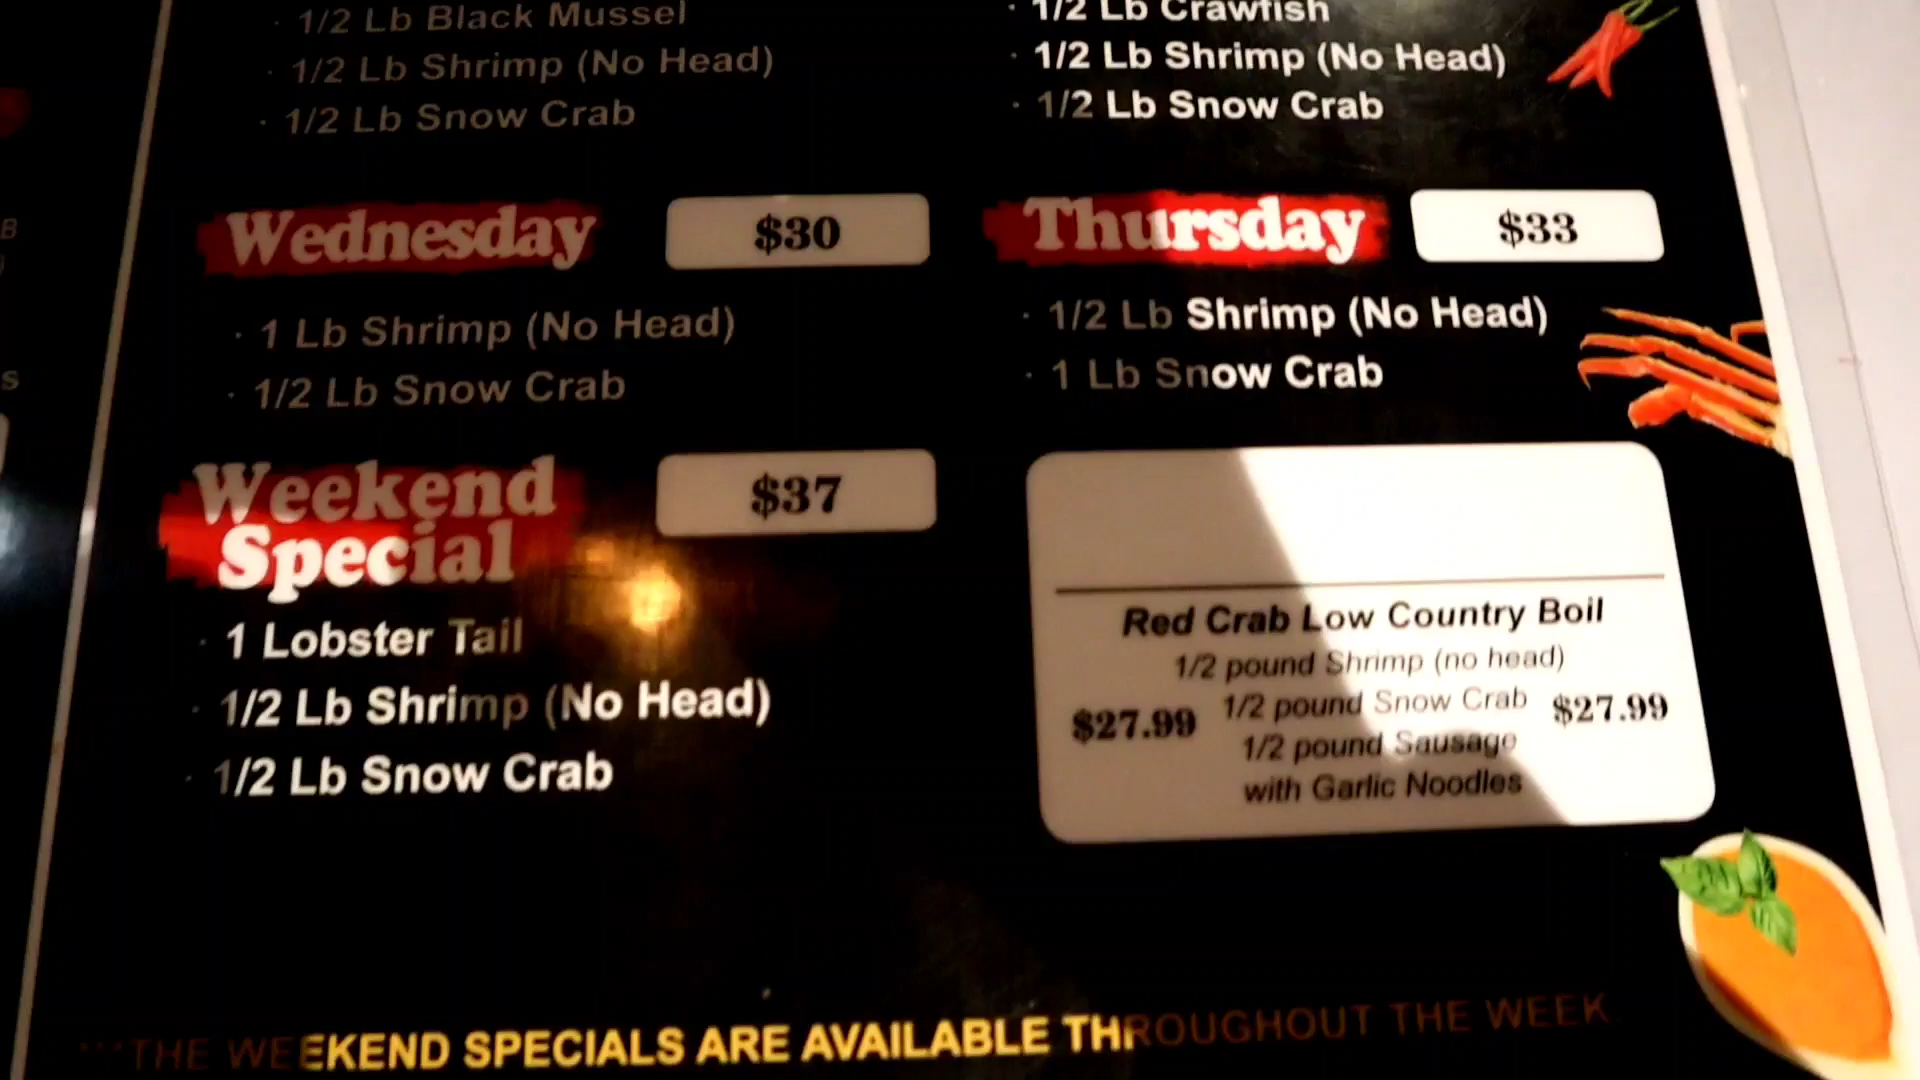 · 1/2 Lb Black Mussel
· 1/2 Lb Shrimp (No Head)
· 1/2 Lb Snow Crab
· 1/2 Lb Crawfish
· 1/2 Lb Shrimp (No Head)
· 1/2 Lb Snow Crab
Wednesday $30
· 1 Lb Shrimp (No Head)
· 1/2 Lb Snow Crab
Thursday $33
· 1/2 Lb Shrimp (No Head)
· 1 Lb Snow Crab
Weekend
Special
$37
· 1 Lobster Tail
· 1/2 Lb Shrimp (No Head)
· 1/2 Lb Snow Crab
Red Crab Low Country Boil
1/2 pound Shrimp (no head)
$27.99 1/2 pound Snow Crab $27.99
1/2 pound Sausage
with Garlic Noodles
***THE WEEKEND SPECIALS ARE AVAILABLE THROUGHOUT THE WEEK
B
S